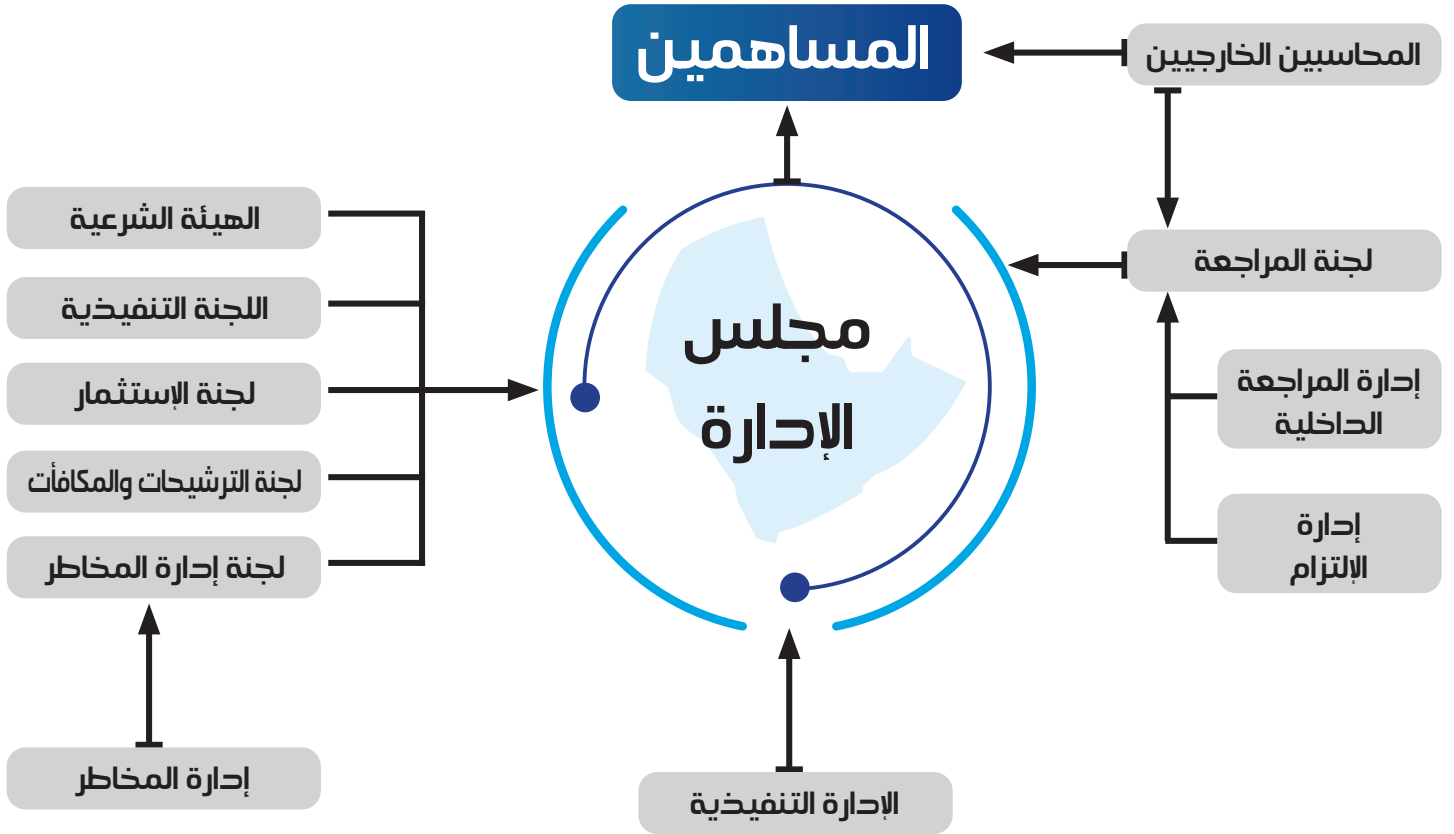 المساهمين
المحاسبين الخارجيين
لجنة المراجعة
إدارة المراجعة
الداخلية
إدارة
الإلتزام
مجلس
الإدارة
الهيئة الشرعية
اللجنة التنفيذية
لجنة الإستثمار
لجنة الترشيحات والمكافأت
لجنة إدارة المخاطر
إدارة المخاطر
الإدارة التنفيذية